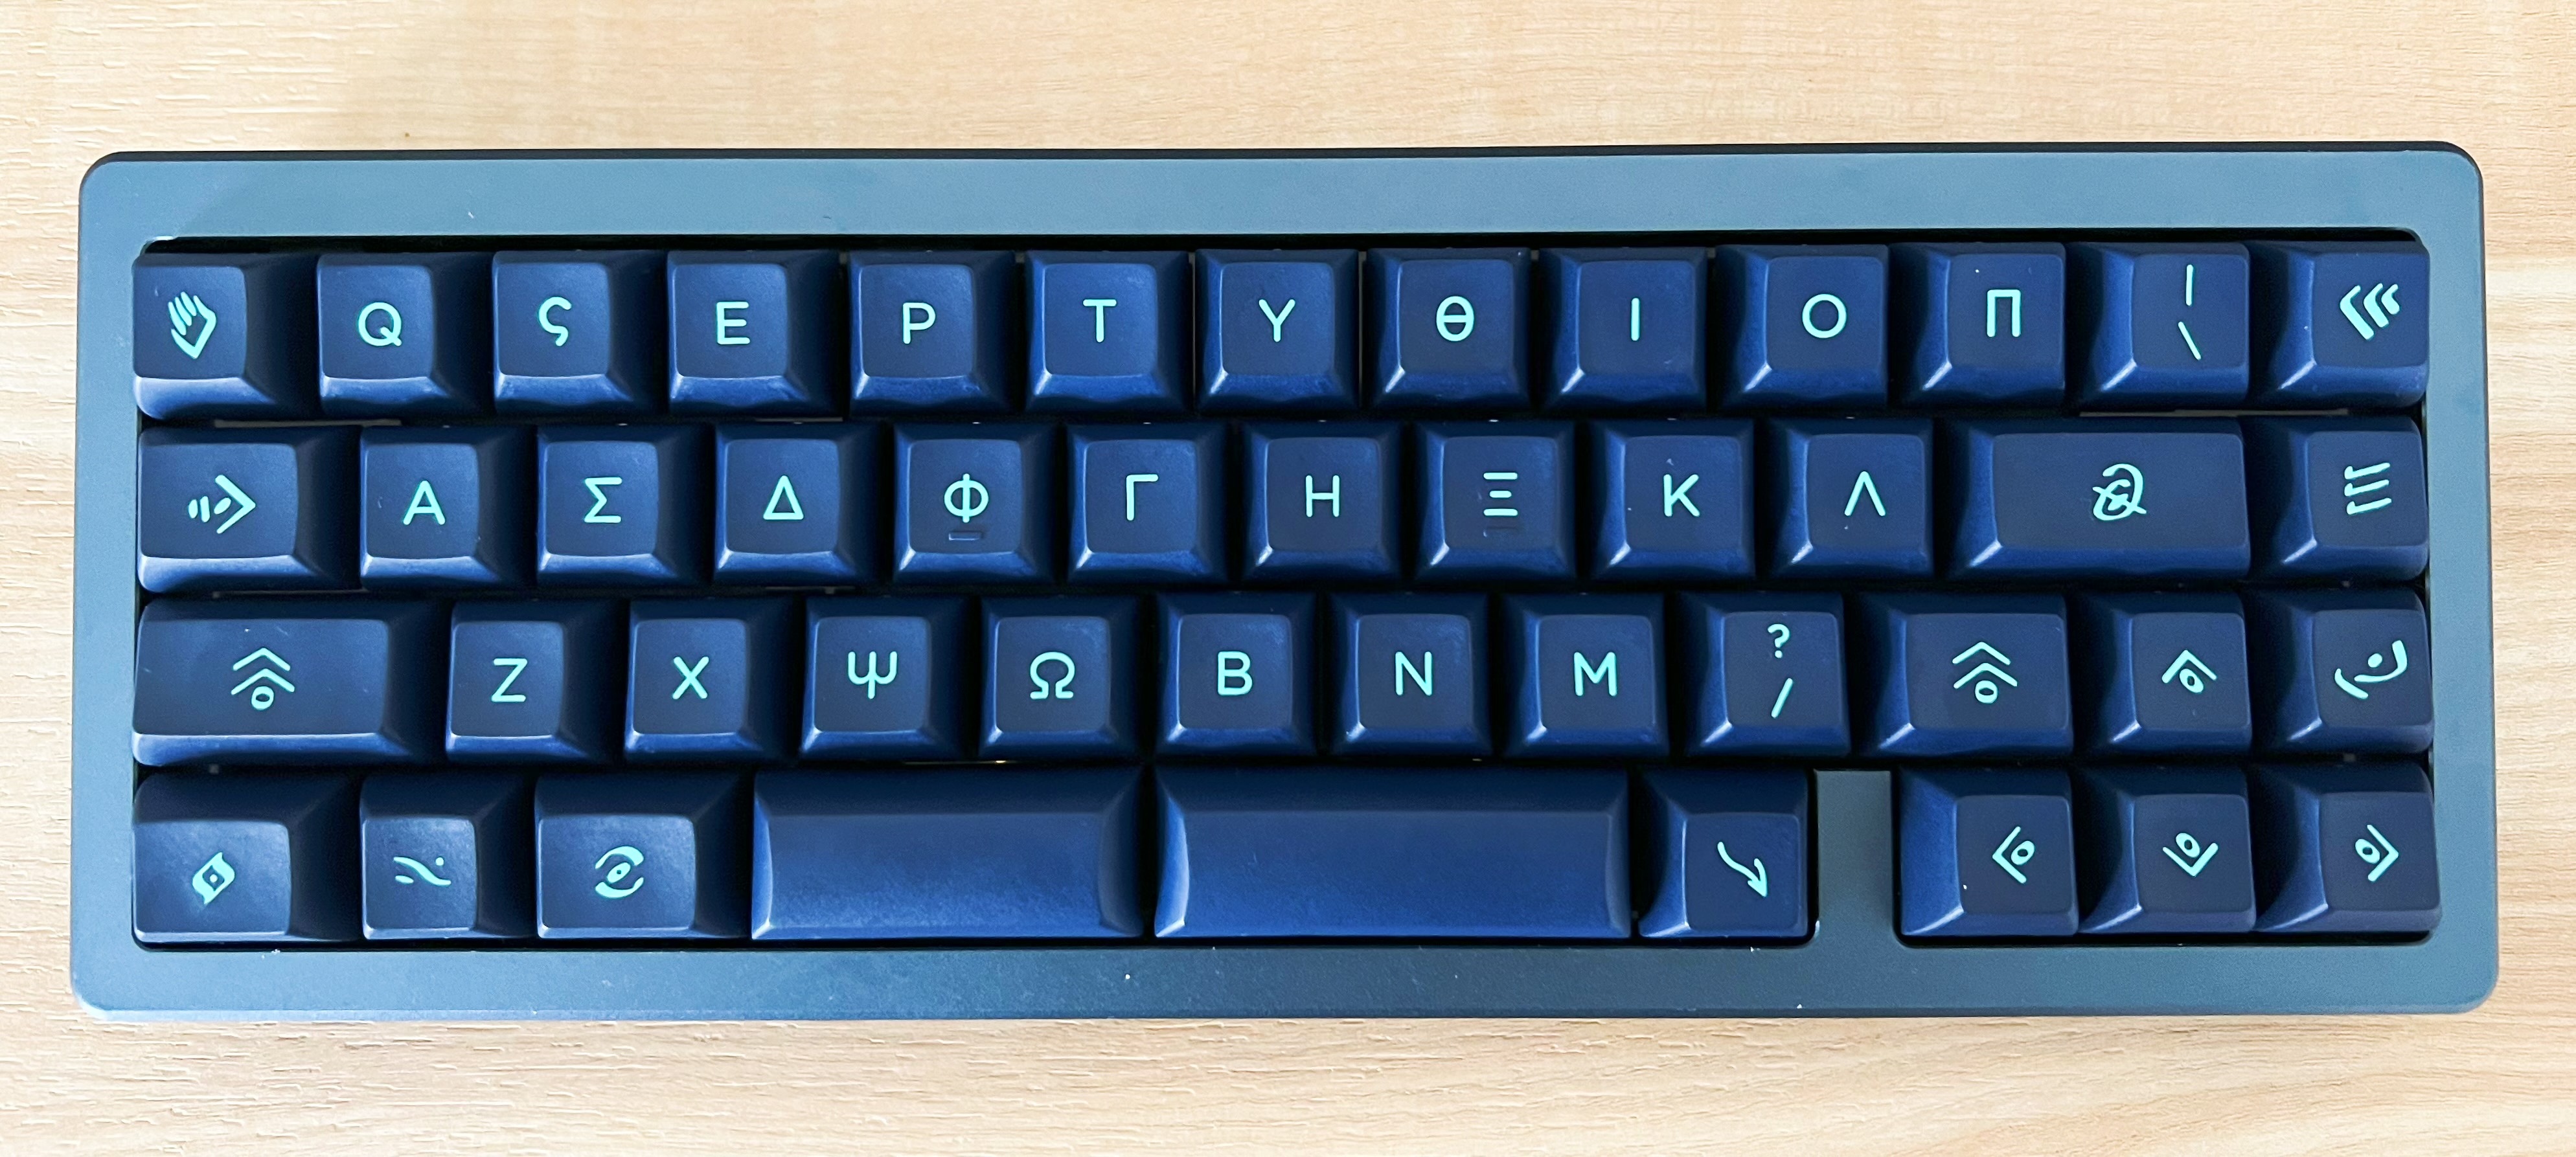 Q ς Ε Ρ Τ Υ Θ Ι Ο Π | \
Α Σ Δ Φ Γ Η Ξ Κ Λ
Ζ Χ Ψ Ω Β Ν Μ ? /